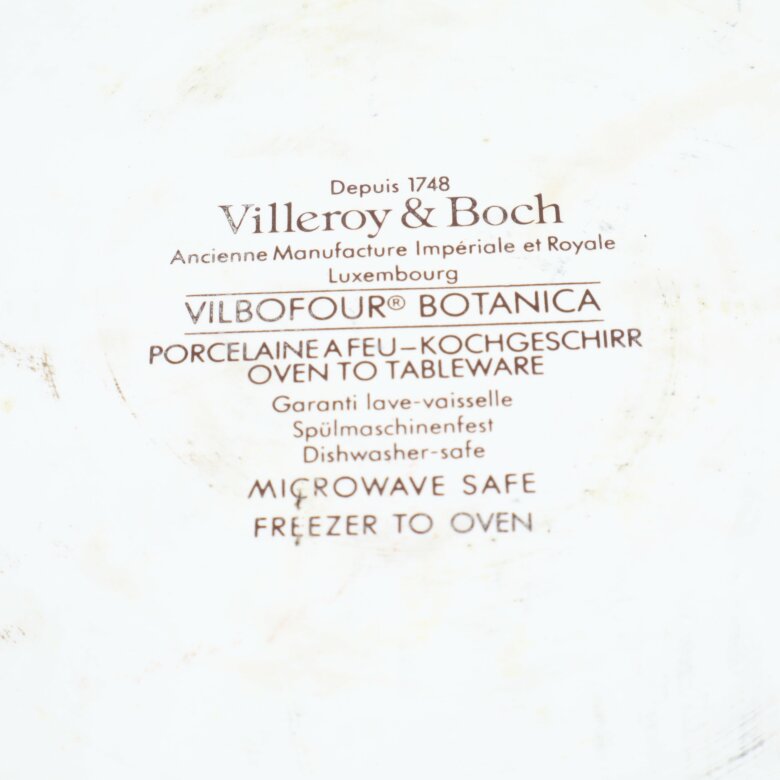 Depuis 1748
Villeroy & Boch
Ancienne Manufacture Impériale et Royale
Luxembourg
VILBOFOUR® BOTANICA
PORCELAINE A FEU–KOCHGESCHIRR
OVEN TO TABLEWARE
Garanti lave-vaisselle
Spülmaschinenfest
Dishwasher-safe
MICROWAVE SAFE
FREEZER TO OVEN